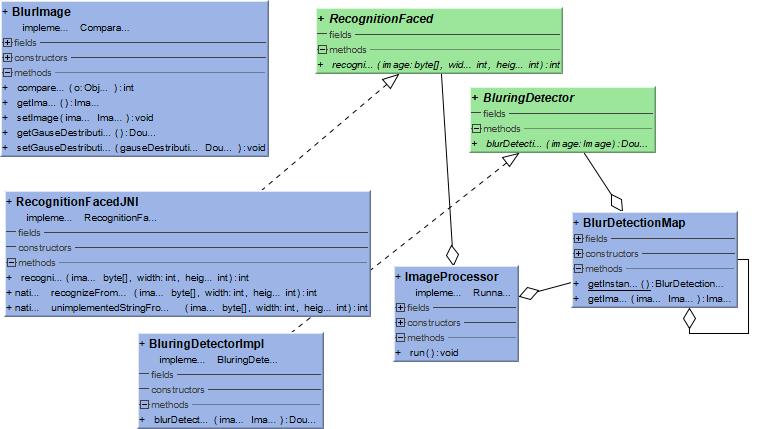 + BlurImage
impleme... Compara...
fields
constructors
methods
+ compare... (o:Obj... ):int
+ getIma... ():Ima...
+ setImage(ima... Ima...):void
+ getGauseDestributi... ():Dou...
+ setGauseDestributi... (gauseDestributi... Dou... ):void
+ RecognitionFaced
fields
methods
+ recogni... (image:byte[], wid... int, heig... int):int
+ BluringDetector
fields
methods
+ blurDetecti... (image:Image):Dou...
+ RecognitionFacedJNI
impleme... RecognitionFa...
fields
constructors
methods
+ recogni... (ima... byte[], width:int, heig... int):int
+ nati... recognizeFrom... (ima... byte[], width:int, heig... int):int
+ nati... unimplementedStringFro... (ima... byte[], width:int, heig... int):int
+ BlurDetectionMap
fields
constructors
methods
+ getInstan... ():BlurDetection...
+ getIma... (ima... Ima... ):Ima...
+ ImageProcessor
impleme... Runna...
fields
constructors
methods
+ run():void
+ BluringDetectorImpl
impleme... BluringDete...
fields
constructors
methods
+ blurDetect... (ima... Ima... ):Dou...